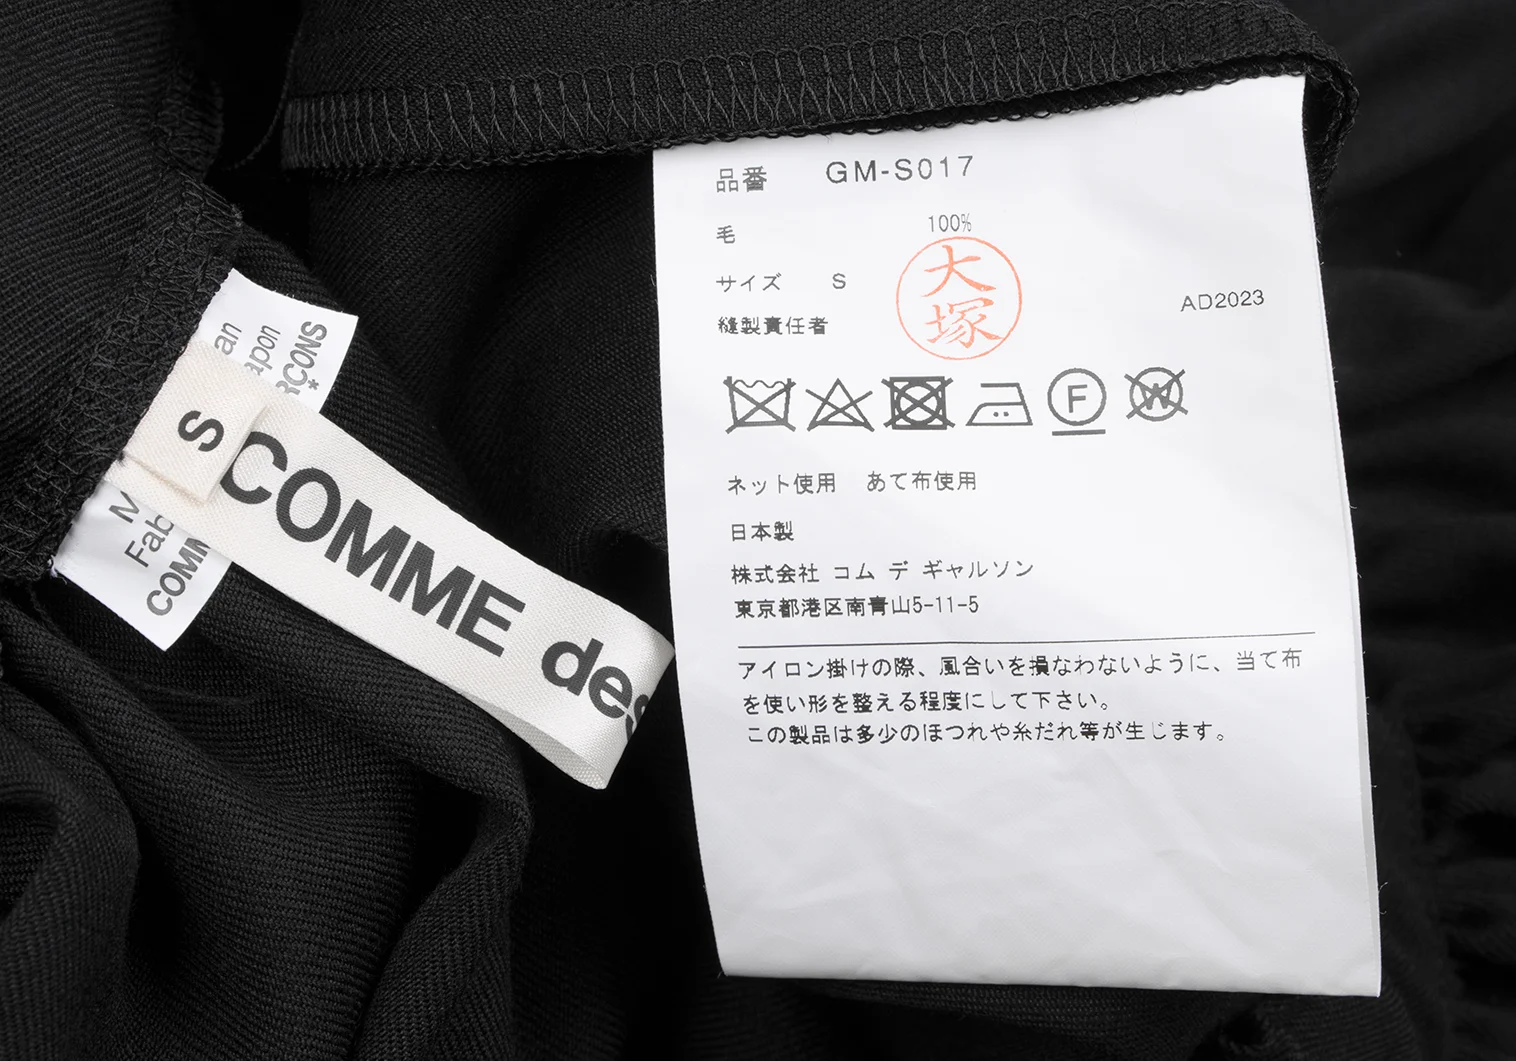 品番 GM-S017
毛 100%
サイズ S
縫製責任者
大塚
AD2023
F
W
ネット使用 あて布使用
日本製
株式会社 コム デ ギャルソン
東京都港区南青山5-11-5
アイロン掛けの際、風合いを損なわないように、当て布
を使い形を整える程度にして下さい。
この製品は多少のほつれや糸だれ等が生じます。
S
COMME des